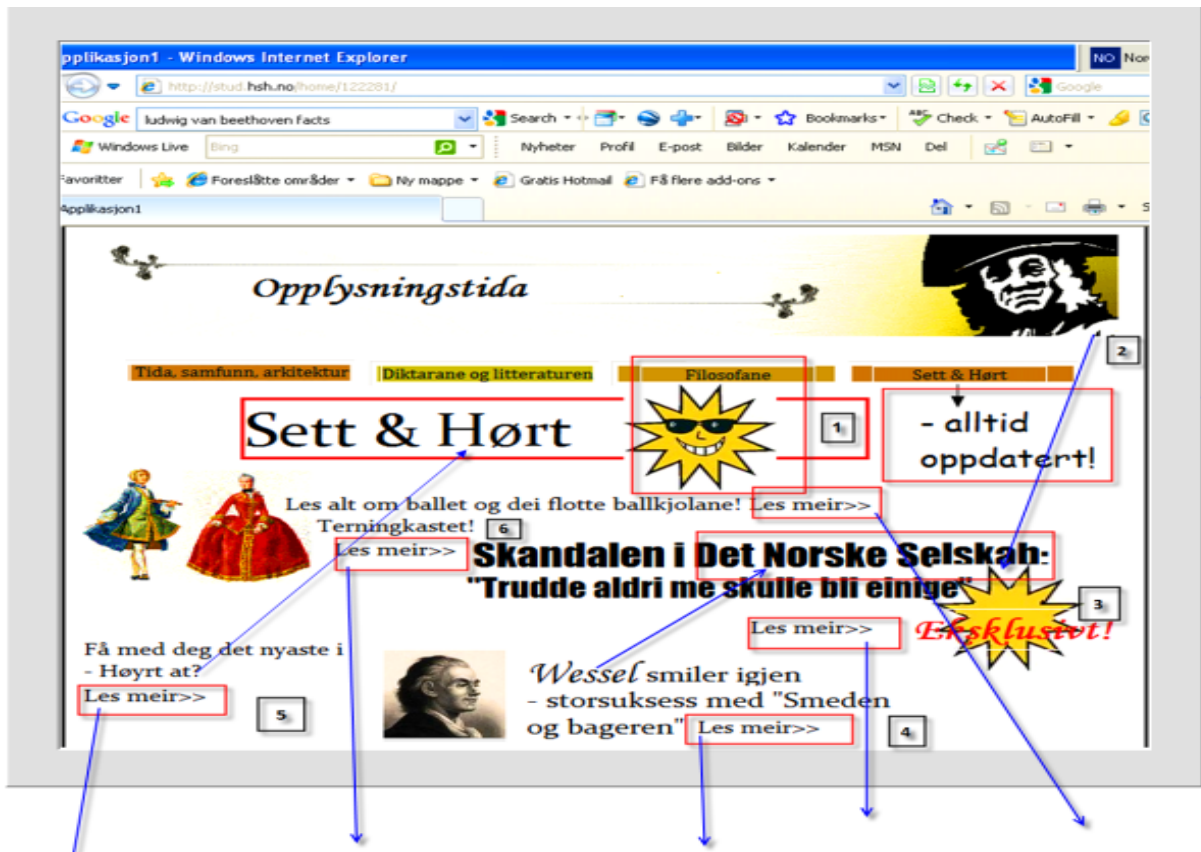 pplikasjon1 - Windows Internet Explorer
NO Nor
http://stud.hsh.no/home/122281/
Google
Google ludwig van beethoven facts Search Bookmarks ABC Check AutoFill
Windows Live Bing Nyheter Profil E-post Bilder Kalender MSN Del
Favoritter Foreslåtte områder Ny mappe Gratis Hotmail Få flere add-ons
Applikasjon1 S
Opplysningstida
2
Tida, samfunn, arkitektur Diktarane og litteraturen Filosofane Sett & Hørt
Sett & Hørt
1
- alltid
oppdatert!
Les alt om ballet og dei flotte ballkjolane! Les meir>>
Terningkastet! 6
Les meir>>
Skandalen i Det Norske Selskab:
"Trudde aldri me skulle bli einige"
3
Les meir>>
Eksklusivt!
Få med deg det nyaste i
- Høyrt at?
Les meir>>
5
Wessel smiler igjen
- storsuksess med "Smeden
og bageren" Les meir>>
4